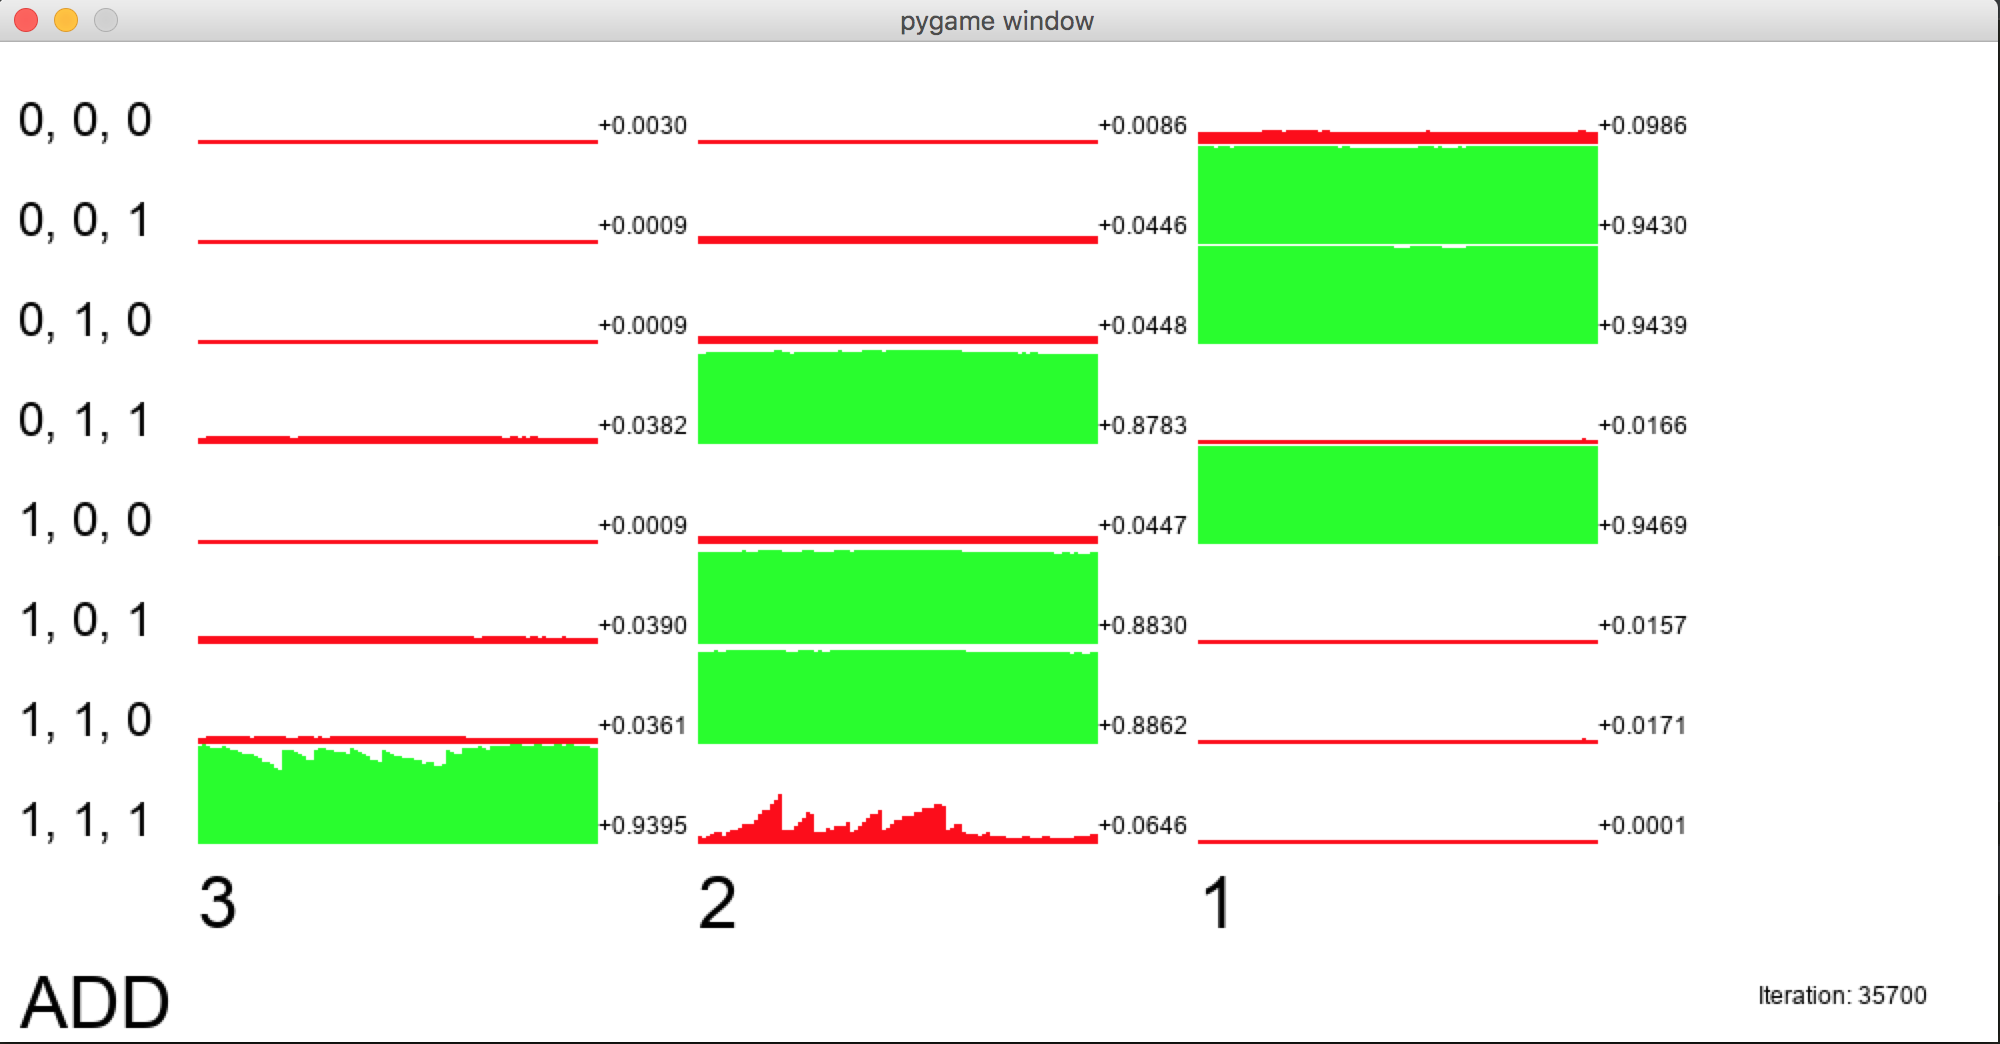 pygame window
0, 0, 0 +0.0030 +0.0086 +0.0986
0, 0, 1 +0.0009 +0.0446 +0.9430
0, 1, 0 +0.0009 +0.0448 +0.9439
0, 1, 1 +0.0382 +0.8783 +0.0166
1, 0, 0 +0.0009 +0.0447 +0.9469
1, 0, 1 +0.0390 +0.8830 +0.0157
1, 1, 0 +0.0361 +0.8862 +0.0171
1, 1, 1 +0.9395 +0.0646 +0.0001
3 2 1
ADD Iteration: 35700